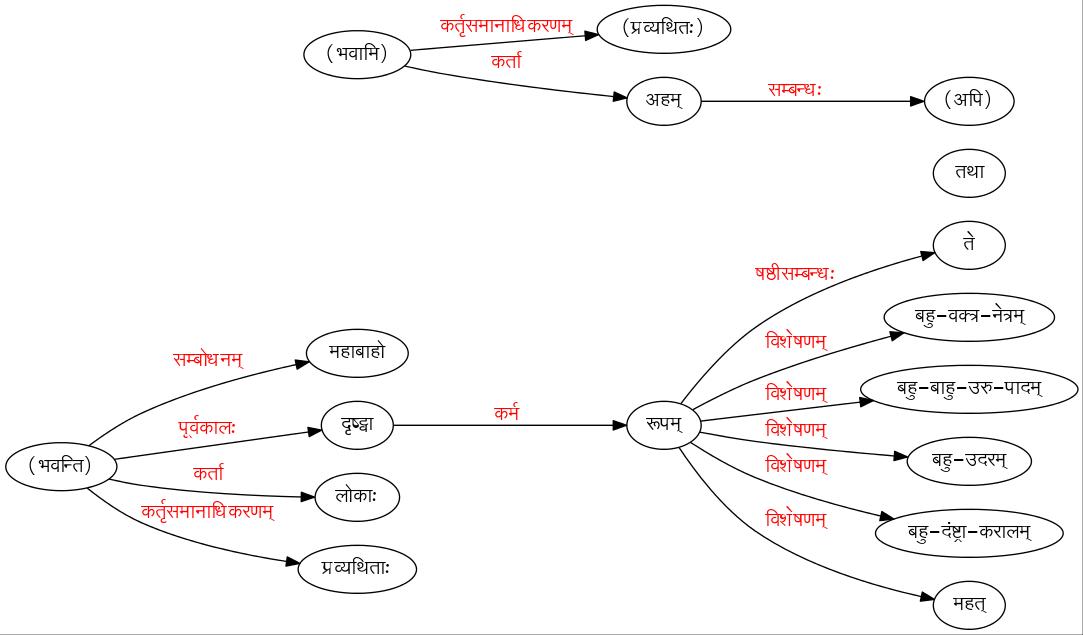 कर्तृसमानाधिकरणम्
(प्रव्यथितः)
(भवामि)
कर्ता
अहम्
सम्बन्धः
(अपि)
तथा
ते
षष्ठीसम्बन्धः
बहु-वक्त्र-नेत्रम्
विशेषणम्
सम्बोधनम्
महाबाहो
विशेषणम्
बहु-बाहु-उरु-पादम्
पूर्वकालः
दृष्ट्वा
कर्म
रूपम्
विशेषणम्
(भवन्ति)
बहु-उदरम्
कर्ता
विशेषणम्
लोकाः
कर्तृसमानाधिकरणम्
विशेषणम्
बहु-दंष्ट्रा-करालम्
प्रव्यथिताः
महत्